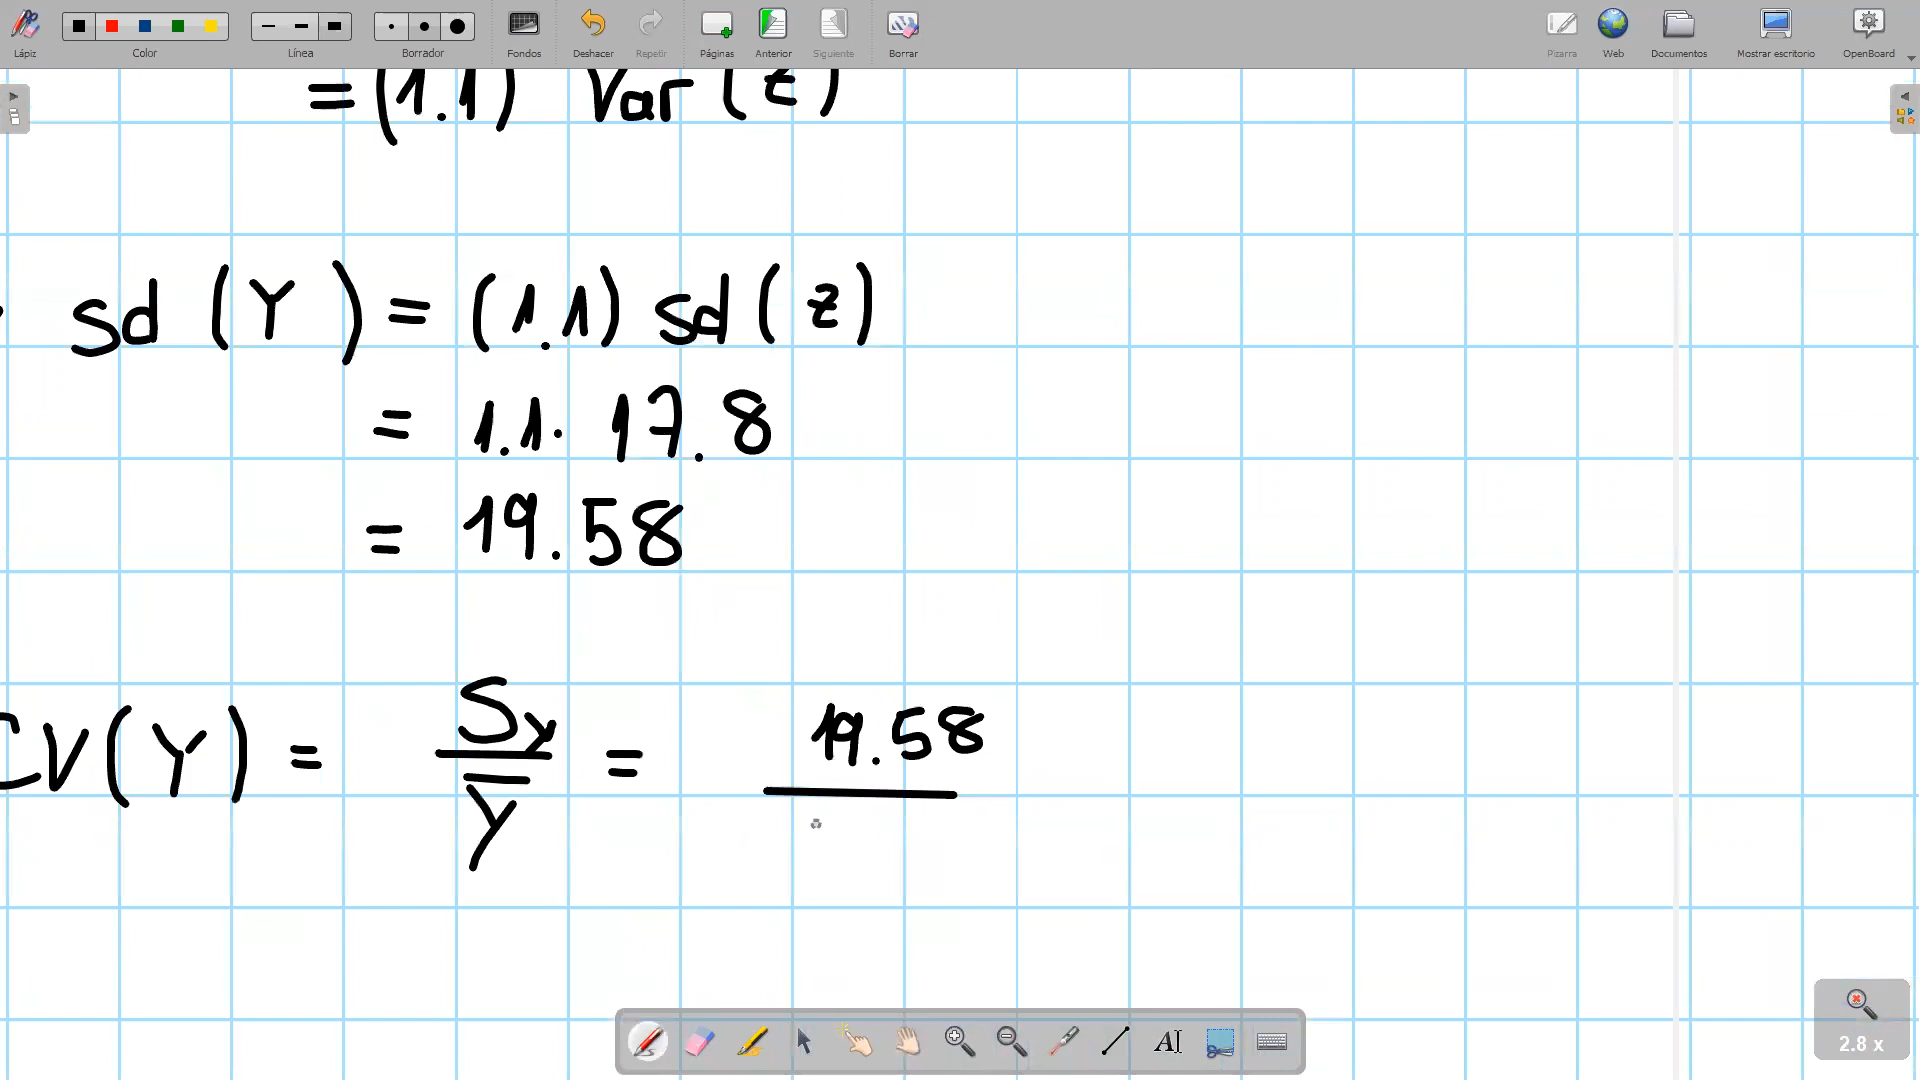 Lápiz Color Línea Borrador Fondos Deshacer Repetir Páginas Anterior Siguiente Borrar Pizarra Web Documentos Mostrar escritorio OpenBoard
= (1.1) Var (z)
sd (Y) = (1.1) sd (z)
= 1.1 · 17.8
= 19.58
CV(Y) = Sy / Y̅ = 19.58
AI
2.8 x